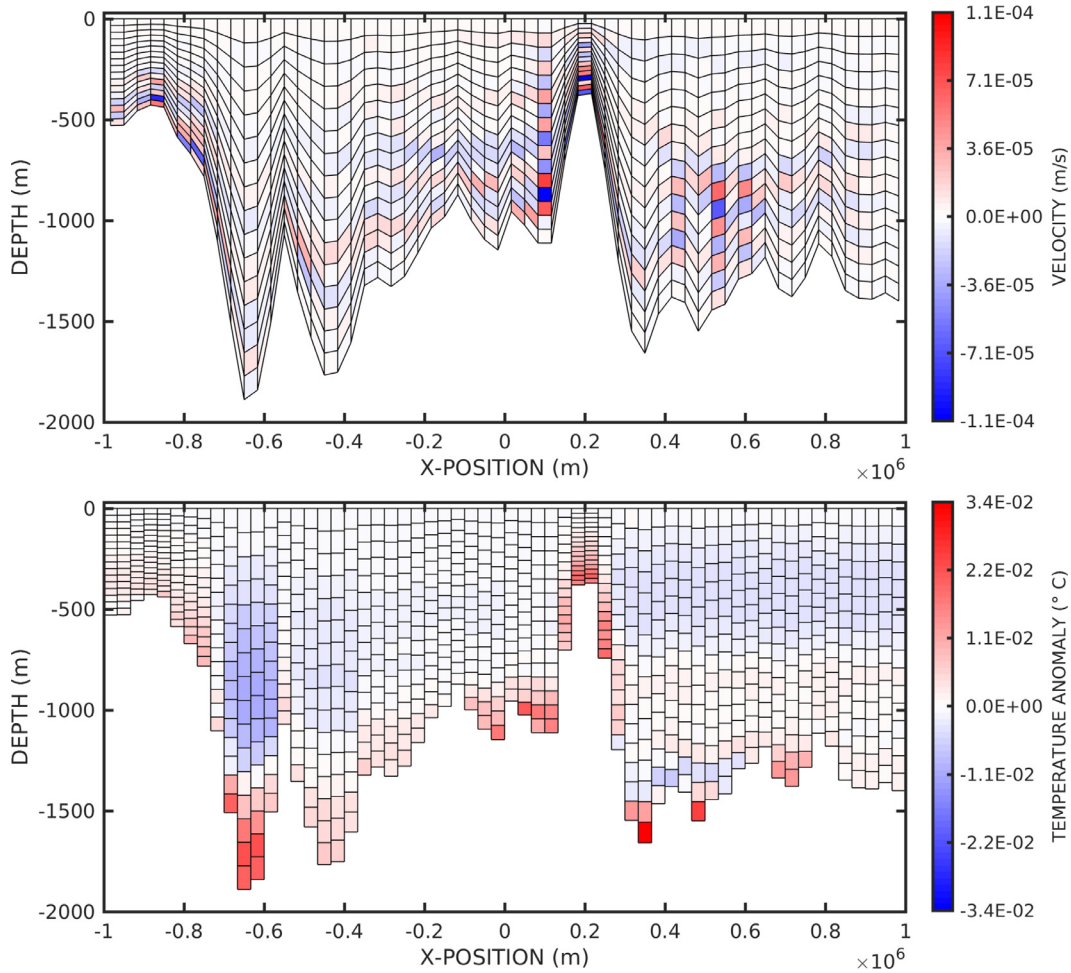 0
-500
-1000
-1500
-2000
DEPTH (m)
-1 -0.8 -0.6 -0.4 -0.2 0 0.2 0.4 0.6 0.8 1
X-POSITION (m)
×10⁶
1.1E-04
7.1E-05
3.6E-05
0.0E+00
-3.6E-05
-7.1E-05
-1.1E-04
VELOCITY (m/s)
0
-500
-1000
-1500
-2000
DEPTH (m)
-1 -0.8 -0.6 -0.4 -0.2 0 0.2 0.4 0.6 0.8 1
X-POSITION (m)
×10⁶
3.4E-02
2.2E-02
1.1E-02
0.0E+00
-1.1E-02
-2.2E-02
-3.4E-02
TEMPERATURE ANOMALY (° C)